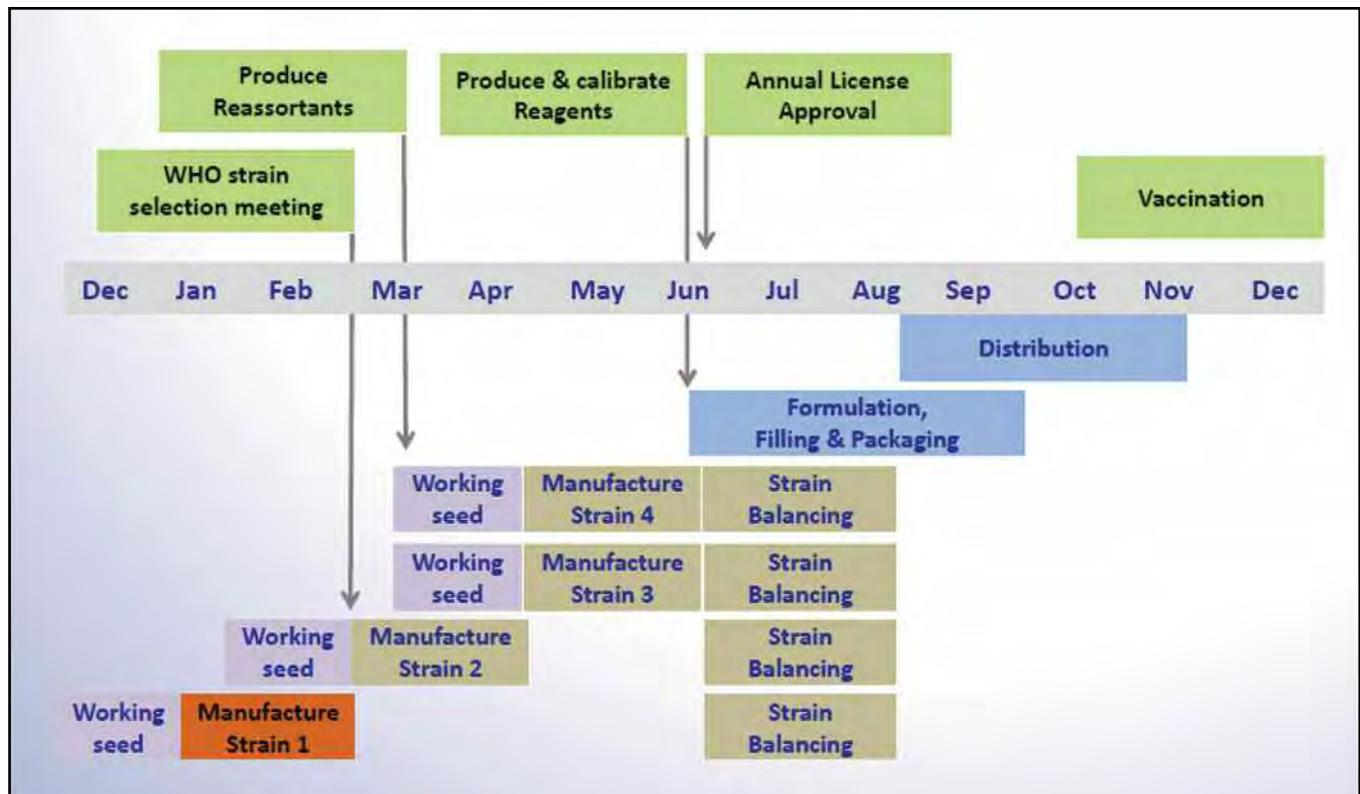 Produce
Reassortants
Produce & calibrate
Reagents
Annual License
Approval
WHO strain
selection meeting
Vaccination
Dec Jan Feb Mar Apr May Jun Jul Aug Sep Oct Nov Dec
Distribution
Formulation,
Filling & Packaging
Working
seed
Manufacture
Strain 4
Strain
Balancing
Working
seed
Manufacture
Strain 3
Strain
Balancing
Working
seed
Manufacture
Strain 2
Strain
Balancing
Working
seed
Manufacture
Strain 1
Strain
Balancing